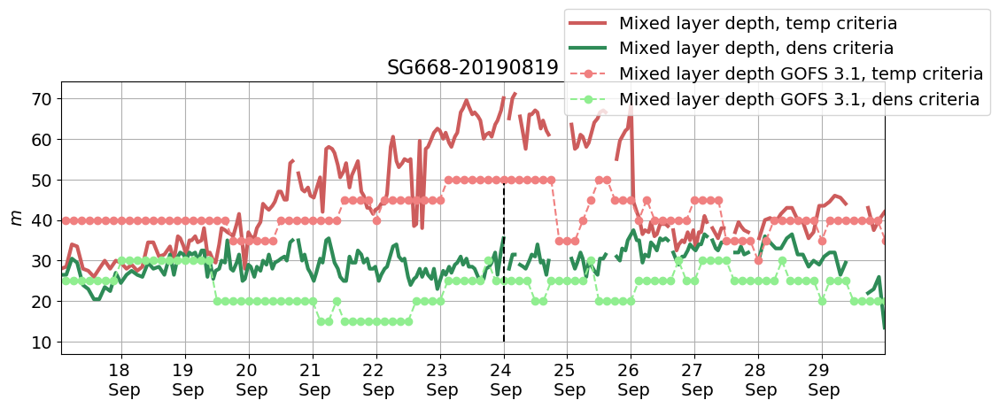 Mixed layer depth, temp criteria
Mixed layer depth, dens criteria
Mixed layer depth GOFS 3.1, temp criteria
Mixed layer depth GOFS 3.1, dens criteria
SG668-20190819
70
60
50
40
30
20
10
m
18 19 20 21 22 23 24 25 26 27 28 29
Sep Sep Sep Sep Sep Sep Sep Sep Sep Sep Sep Sep